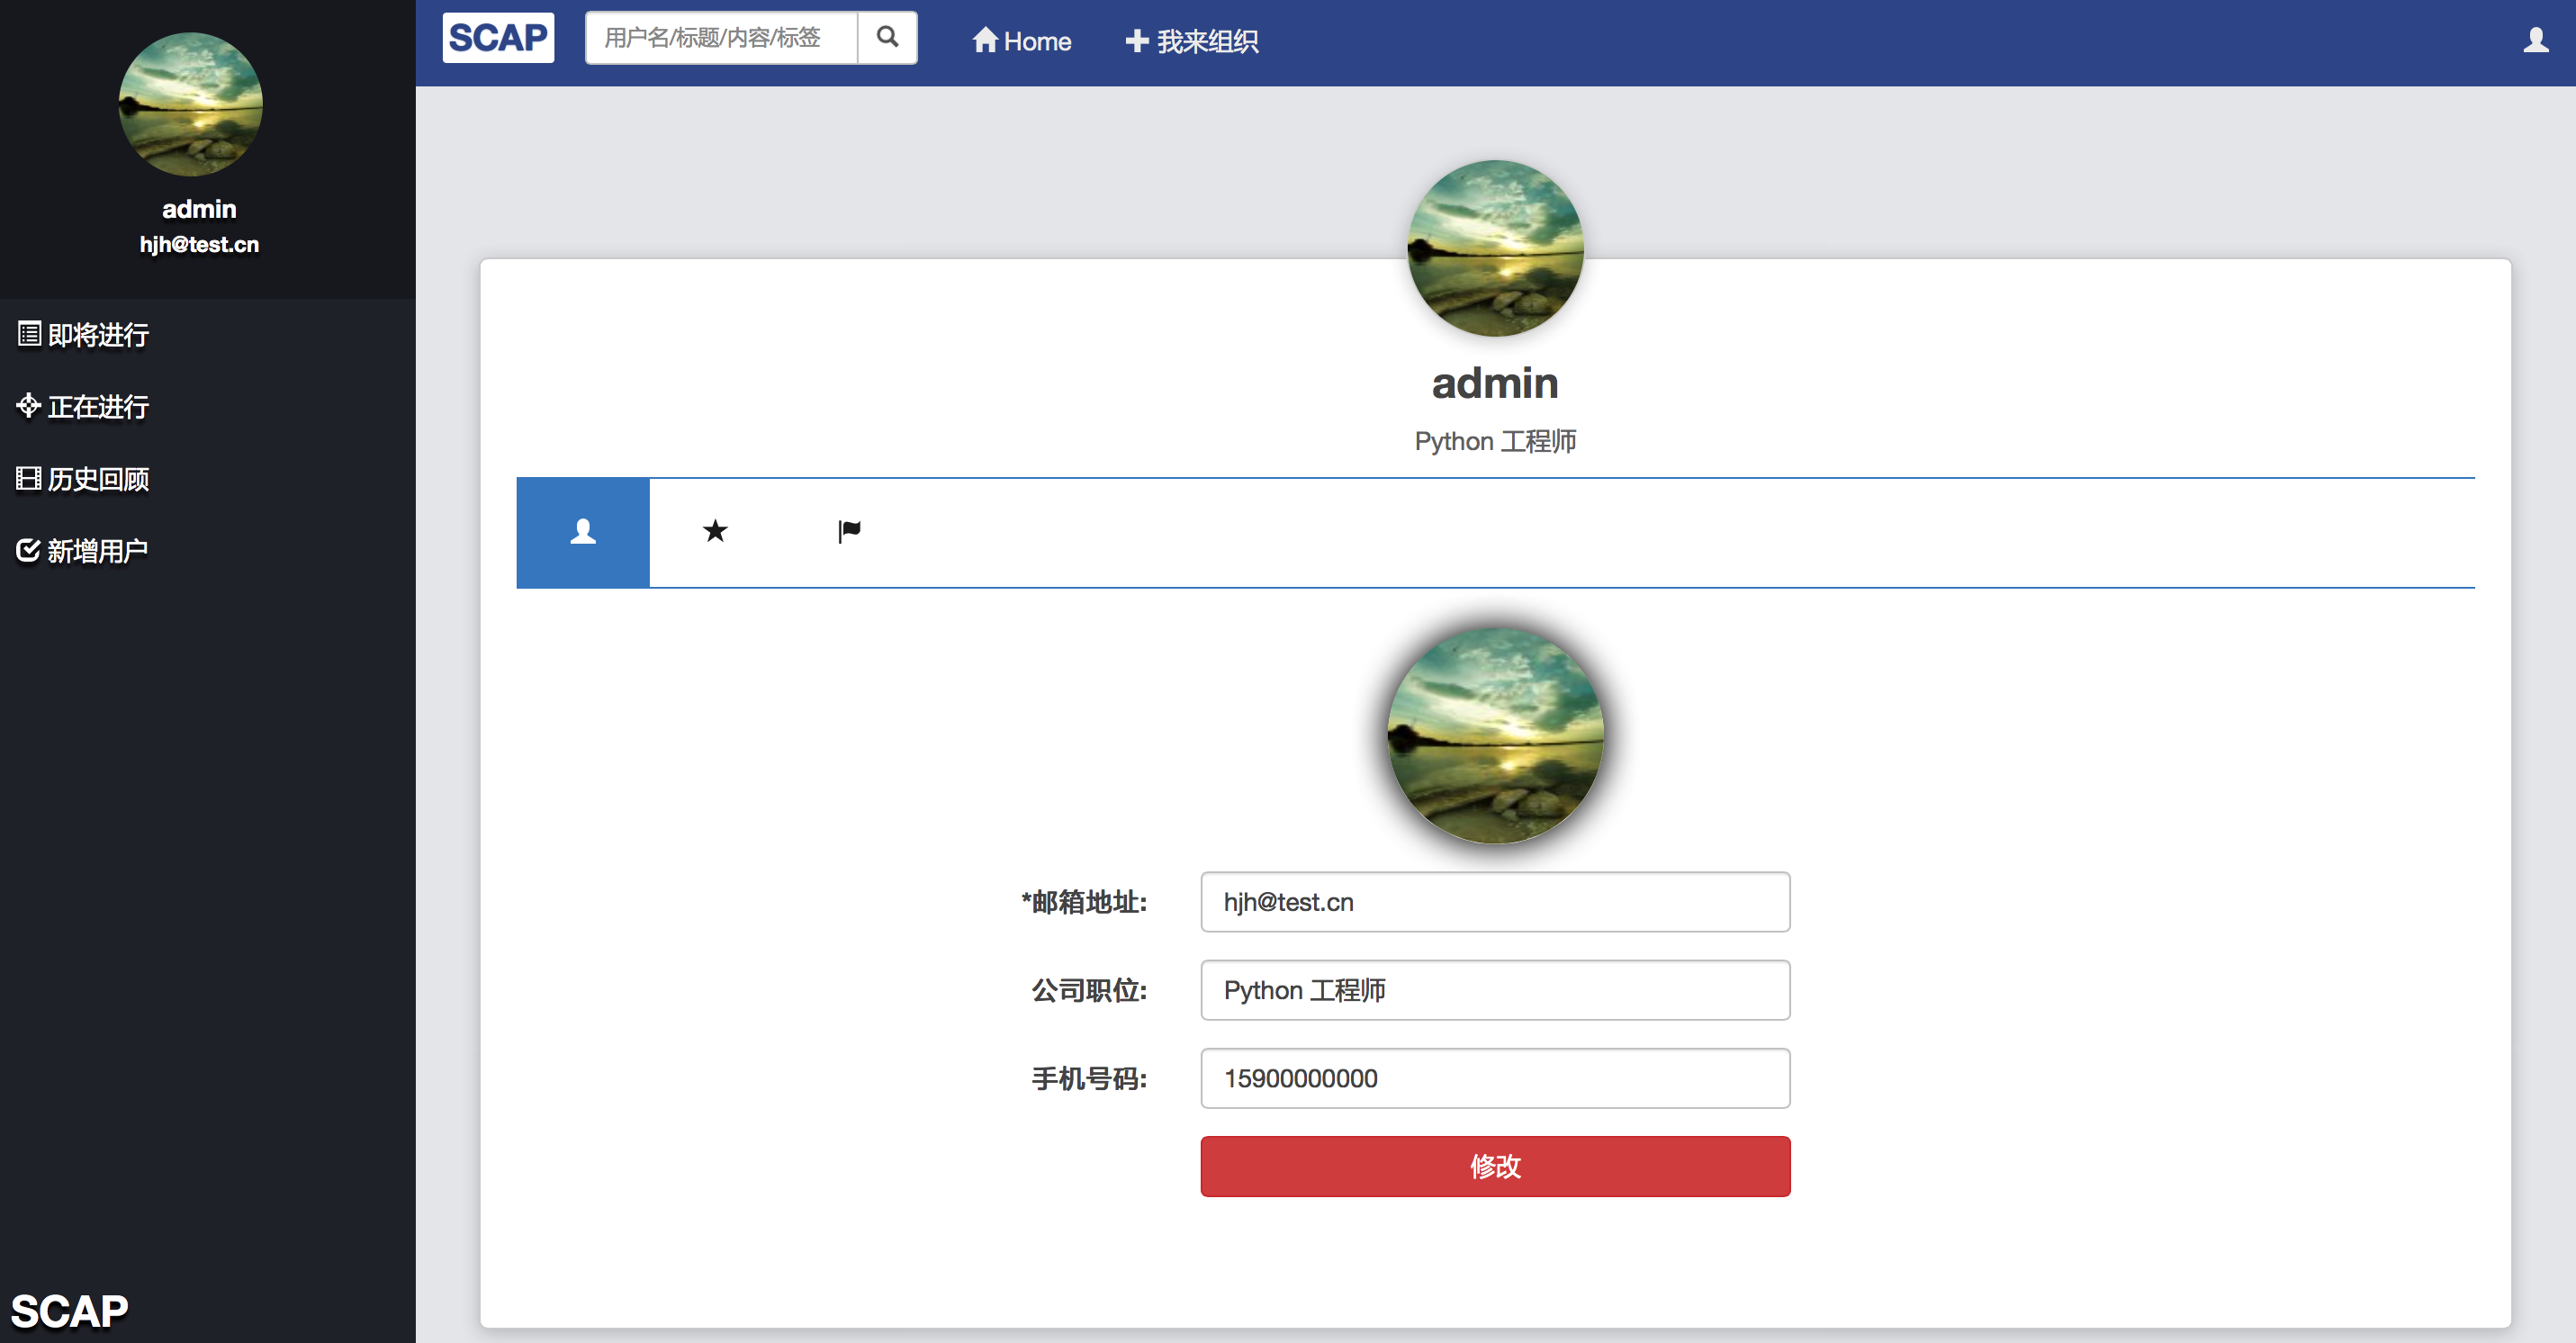 admin
hjh@test.cn
即将进行
正在进行
历史回顾
新增用户
SCAP
SCAP
用户名/标题/内容/标签
Home
我来组织
admin
Python 工程师
*邮箱地址:
hjh@test.cn
公司职位:
Python 工程师
手机号码:
15900000000
修改